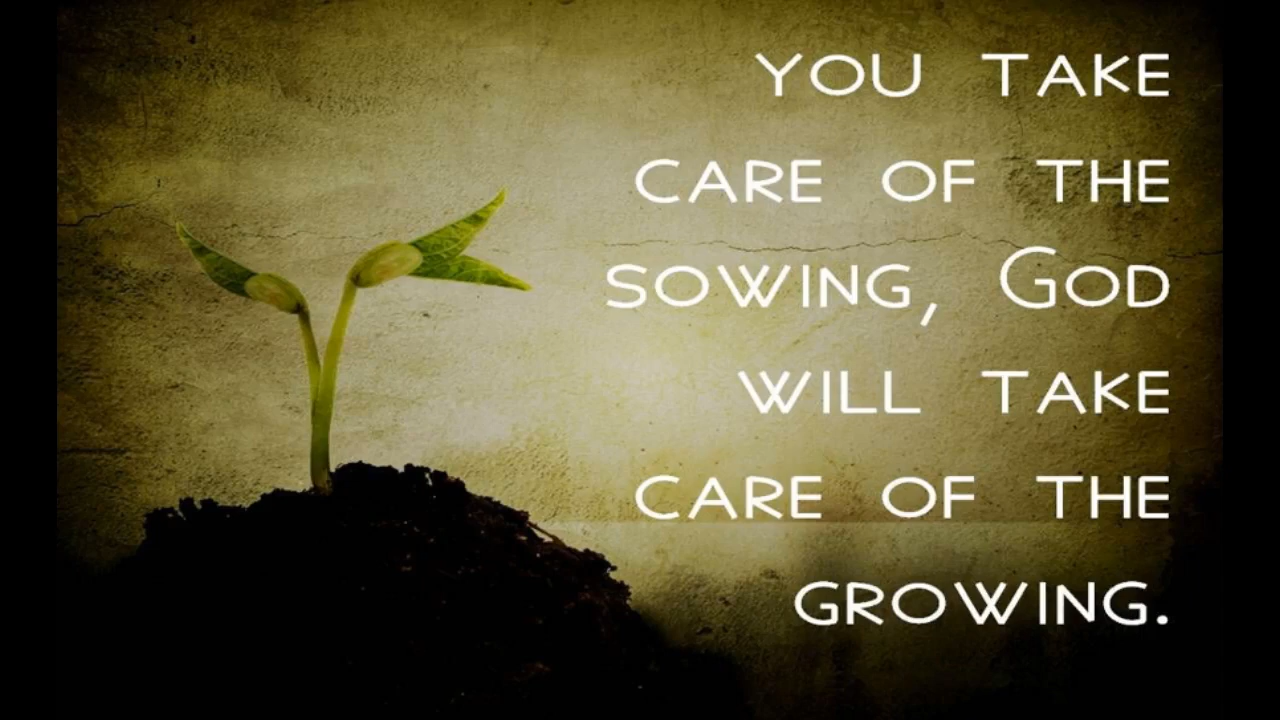 YOU TAKE
CARE OF THE
SOWING, GOD
WILL TAKE
CARE OF THE
GROWING.